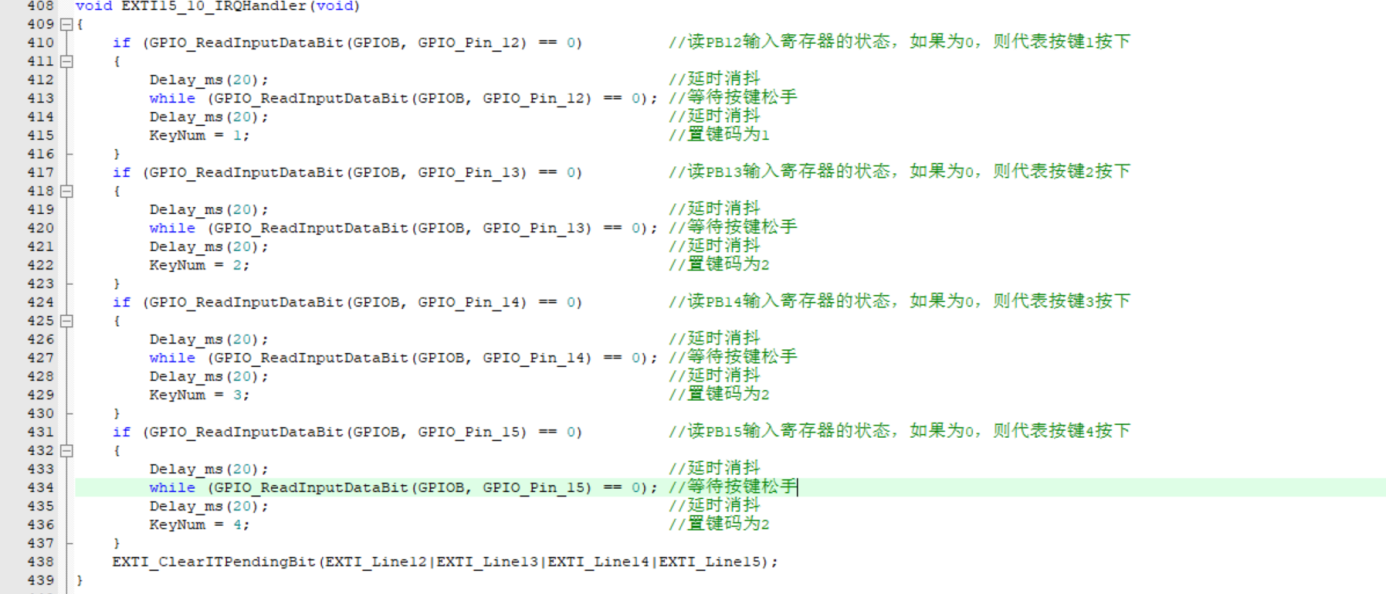 408 void EXTI15_10_IRQHandler(void)
409 {
410 if (GPIO_ReadInputDataBit(GPIOB, GPIO_Pin_12) == 0) //读PB12输入寄存器的状态，如果为0，则代表按键1按下
411 {
412 Delay_ms(20); //延时消抖
413 while (GPIO_ReadInputDataBit(GPIOB, GPIO_Pin_12) == 0); //等待按键松手
414 Delay_ms(20); //延时消抖
415 KeyNum = 1; //置键码为1
416 }
417 if (GPIO_ReadInputDataBit(GPIOB, GPIO_Pin_13) == 0) //读PB13输入寄存器的状态，如果为0，则代表按键2按下
418 {
419 Delay_ms(20); //延时消抖
420 while (GPIO_ReadInputDataBit(GPIOB, GPIO_Pin_13) == 0); //等待按键松手
421 Delay_ms(20); //延时消抖
422 KeyNum = 2; //置键码为2
423 }
424 if (GPIO_ReadInputDataBit(GPIOB, GPIO_Pin_14) == 0) //读PB14输入寄存器的状态，如果为0，则代表按键3按下
425 {
426 Delay_ms(20); //延时消抖
427 while (GPIO_ReadInputDataBit(GPIOB, GPIO_Pin_14) == 0); //等待按键松手
428 Delay_ms(20); //延时消抖
429 KeyNum = 3; //置键码为2
430 }
431 if (GPIO_ReadInputDataBit(GPIOB, GPIO_Pin_15) == 0) //读PB15输入寄存器的状态，如果为0，则代表按键4按下
432 {
433 Delay_ms(20); //延时消抖
434 while (GPIO_ReadInputDataBit(GPIOB, GPIO_Pin_15) == 0); //等待按键松手
435 Delay_ms(20); //延时消抖
436 KeyNum = 4; //置键码为2
437 }
438 EXTI_ClearITPendingBit(EXTI_Line12|EXTI_Line13|EXTI_Line14|EXTI_Line15);
439 }